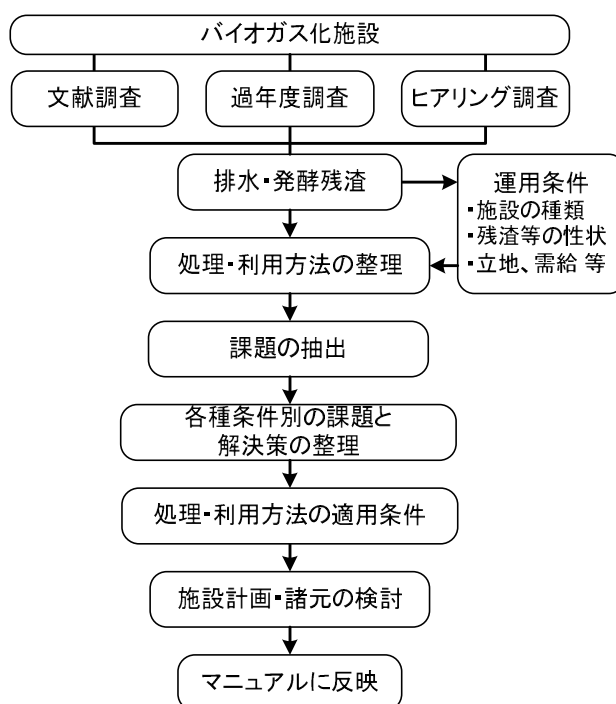 バイオガス化施設
文献調査
過年度調査
ヒアリング調査
排水・発酵残渣
運用条件
・施設の種類
・残渣等の性状
・立地、需給 等
処理・利用方法の整理
課題の抽出
各種条件別の課題と
解決策の整理
処理・利用方法の適用条件
施設計画・諸元の検討
マニュアルに反映